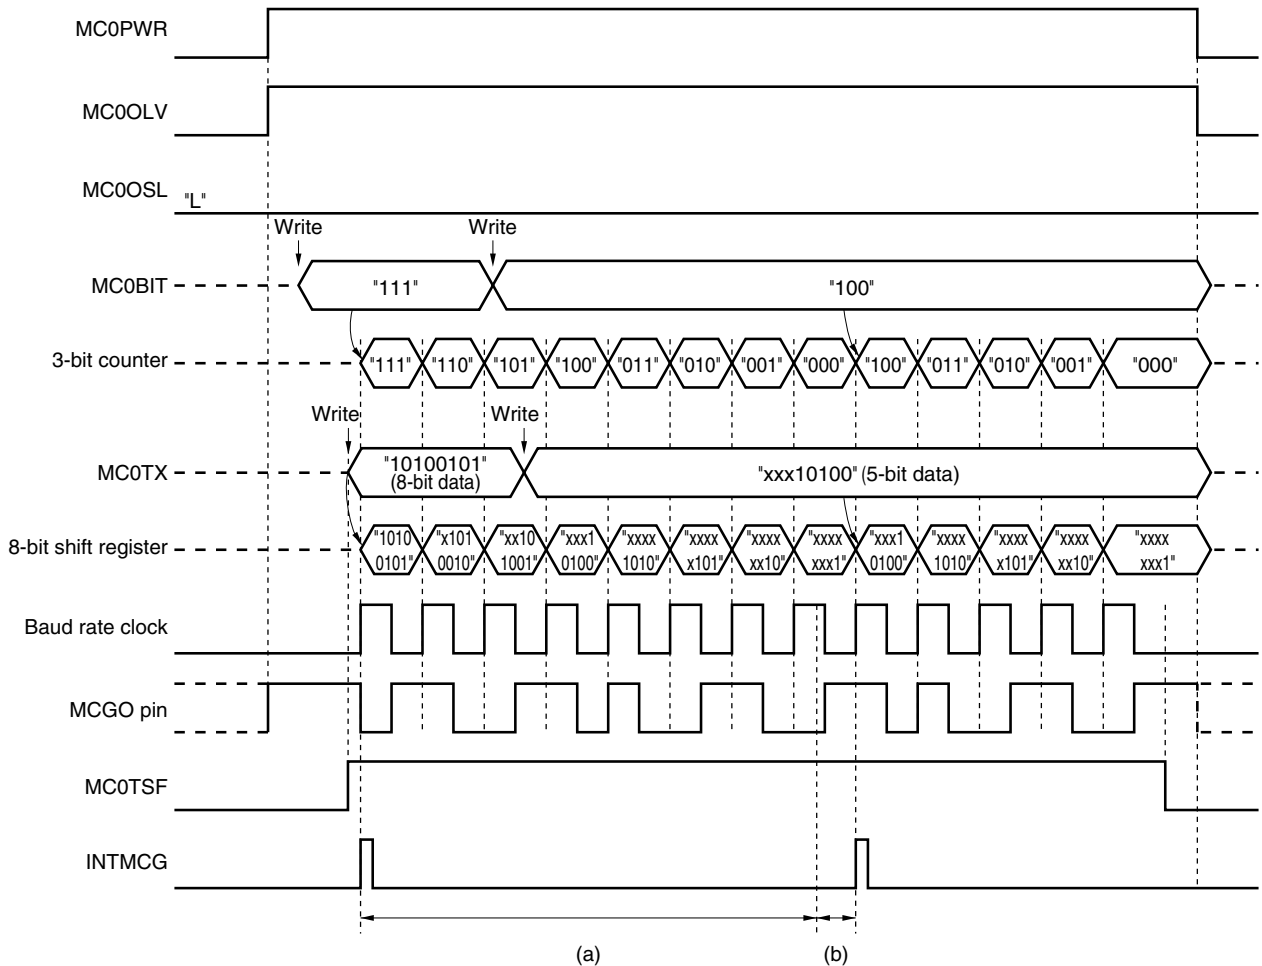 MC0PWR
MC0OLV
MC0OSL "L"
Write Write
MC0BIT "111" "100"
3-bit counter "111" "110" "101" "100" "011" "010" "001" "000" "100" "011" "010" "001" "000"
Write Write
MC0TX "10100101" "xxx10100" (5-bit data)
(8-bit data)
8-bit shift register "1010 "x101 "xx10 "xxx1 "xxxx "xxxx "xxxx "xxxx "xxx1 "xxxx "xxxx "xxxx "xxxx
0101" 0010" 1001" 0100" 1010" x101" xx10" xxx1" 0100" 1010" x101" xx10" xxx1"
Baud rate clock
MCGO pin
MC0TSF
INTMCG
(a) (b)